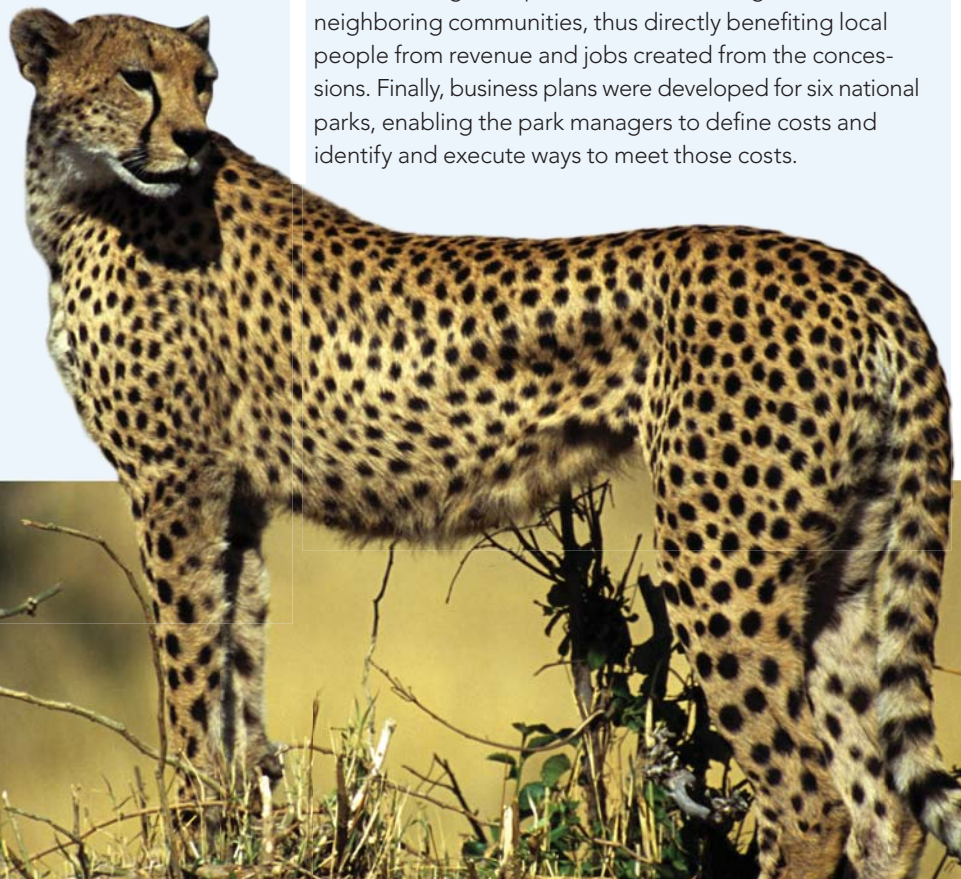 neighboring communities, thus directly benefiting local
people from revenue and jobs created from the conces-
sions. Finally, business plans were developed for six national
parks, enabling the park managers to define costs and
identify and execute ways to meet those costs.